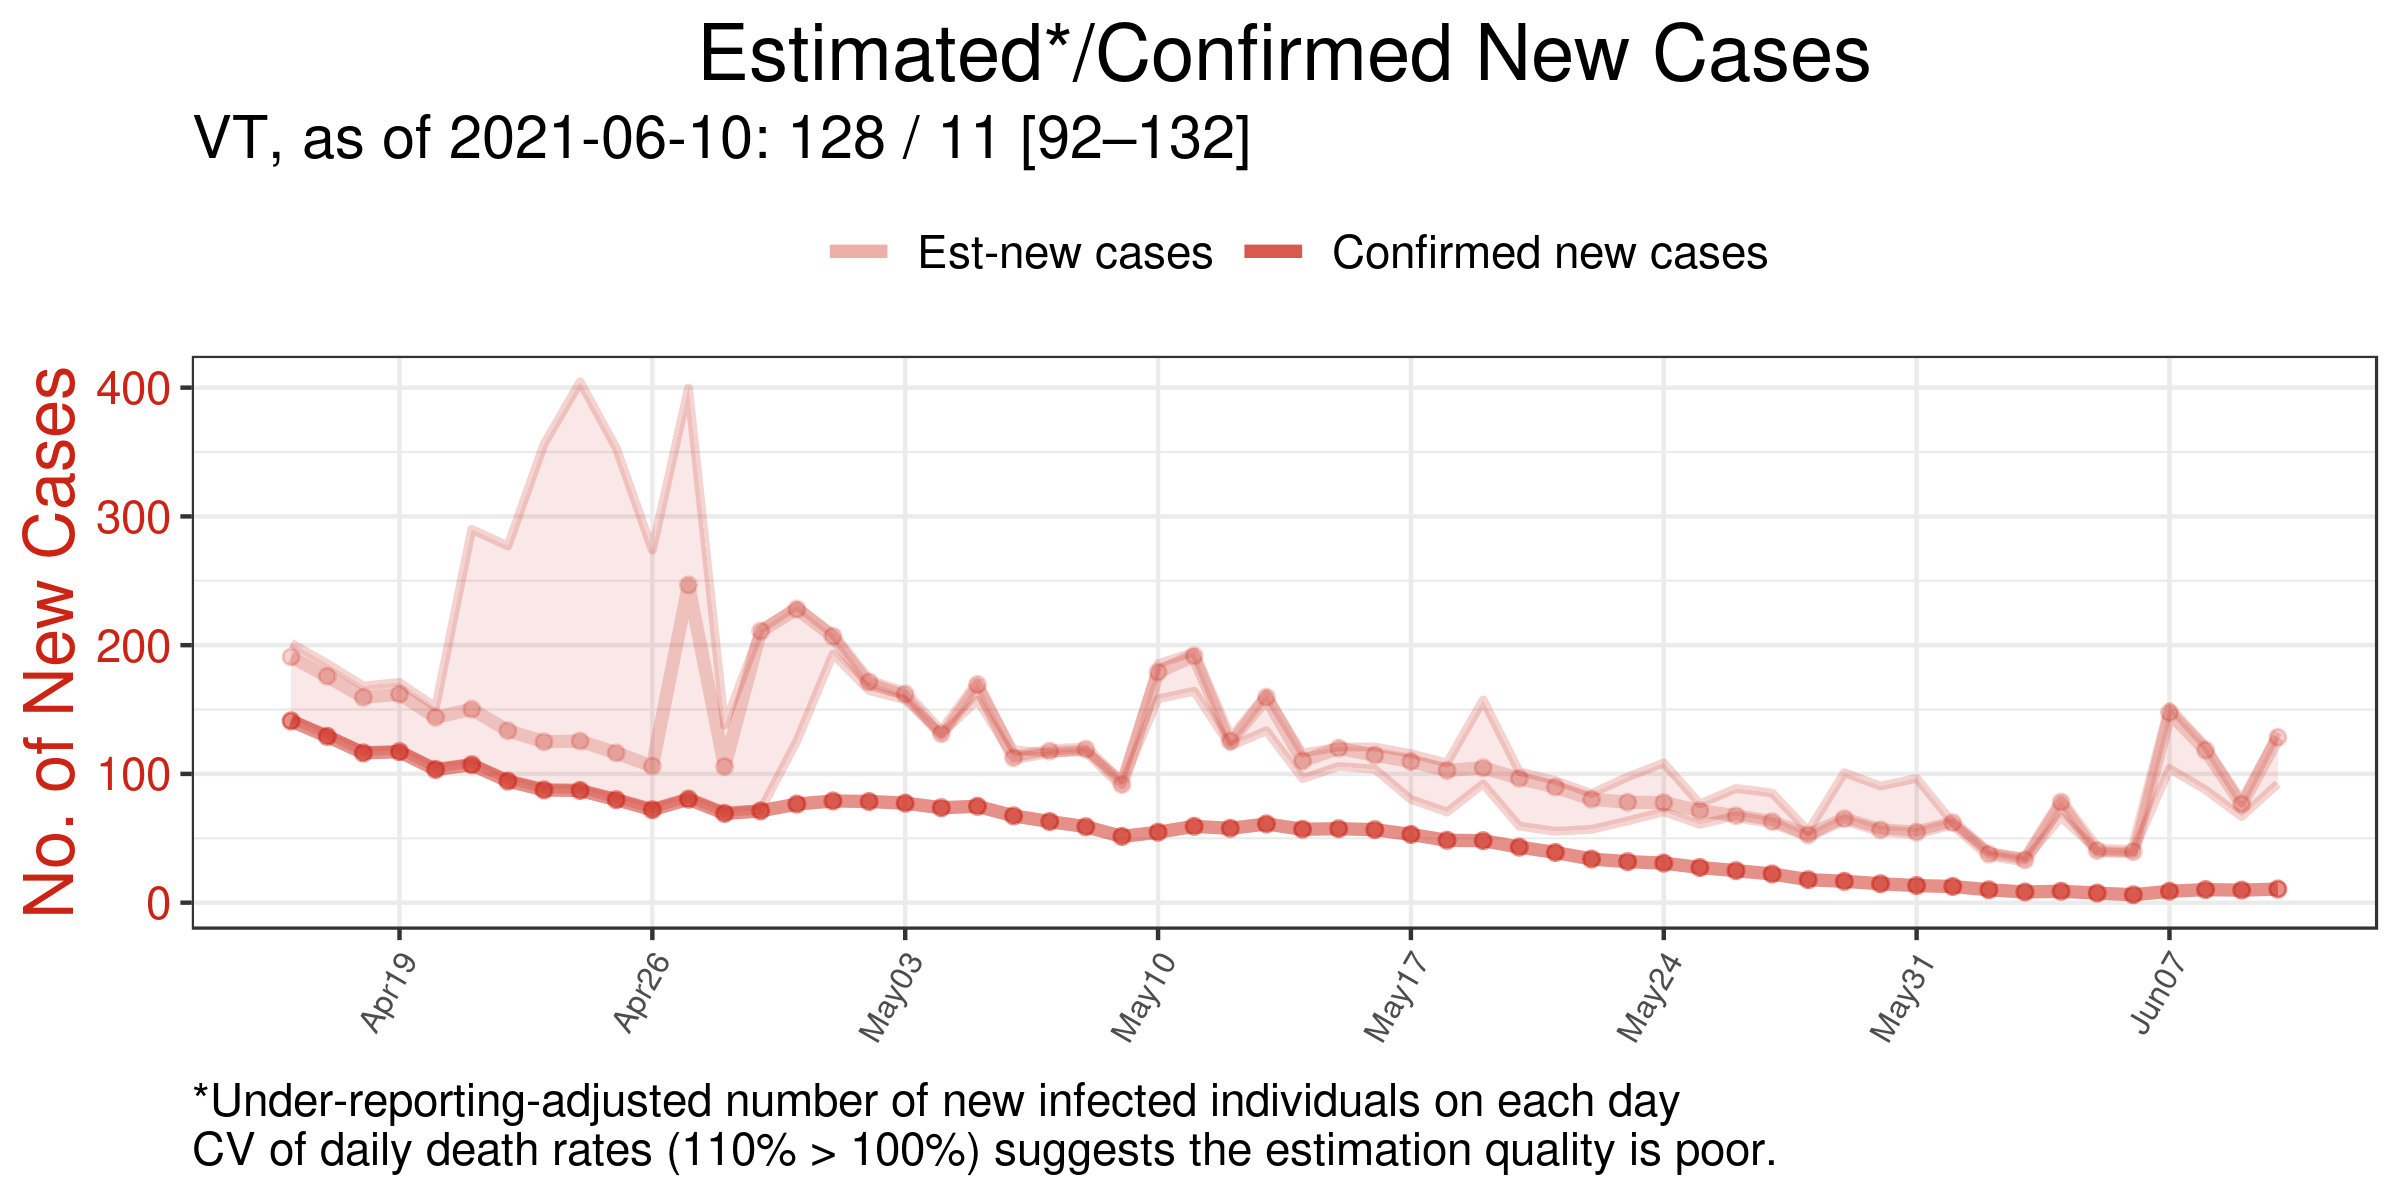 Estimated*/Confirmed New Cases
VT, as of 2021-06-10: 128 / 11 [92–132]
Est-new cases
Confirmed new cases
No. of New Cases
400
300
200
100
0
Apr19
Apr26
May03
May10
May17
May24
May31
Jun07
*Under-reporting-adjusted number of new infected individuals on each day
CV of daily death rates (110% > 100%) suggests the estimation quality is poor.